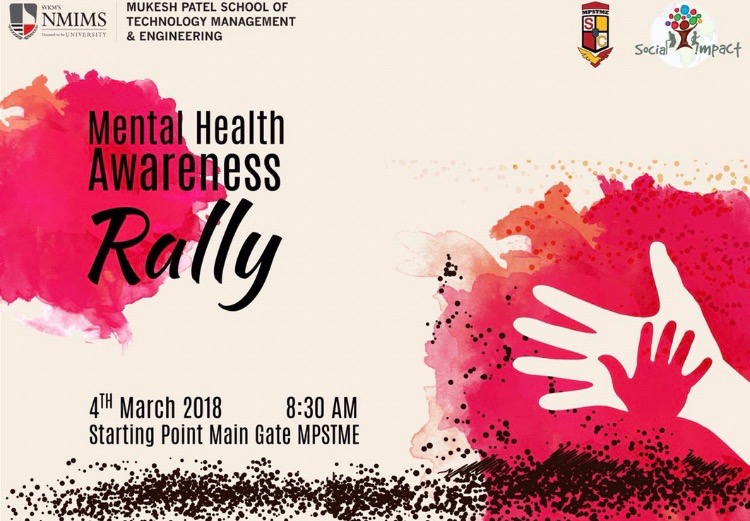 SVKM'S
NMIMS
Deemed to be UNIVERSITY
MUKESH PATEL SCHOOL OF
TECHNOLOGY MANAGEMENT
& ENGINEERING
MPSTME
S
C
Social Impact
Mental Health
Awareness
Rally
4TH March 2018 8:30 AM
Starting Point Main Gate MPSTME